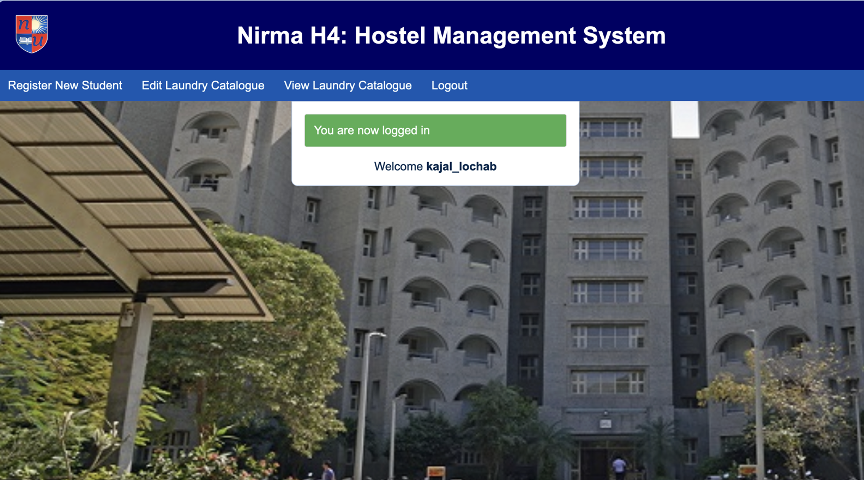 Nirma H4: Hostel Management System
Register New Student Edit Laundry Catalogue View Laundry Catalogue Logout
You are now logged in
Welcome kajal_lochab